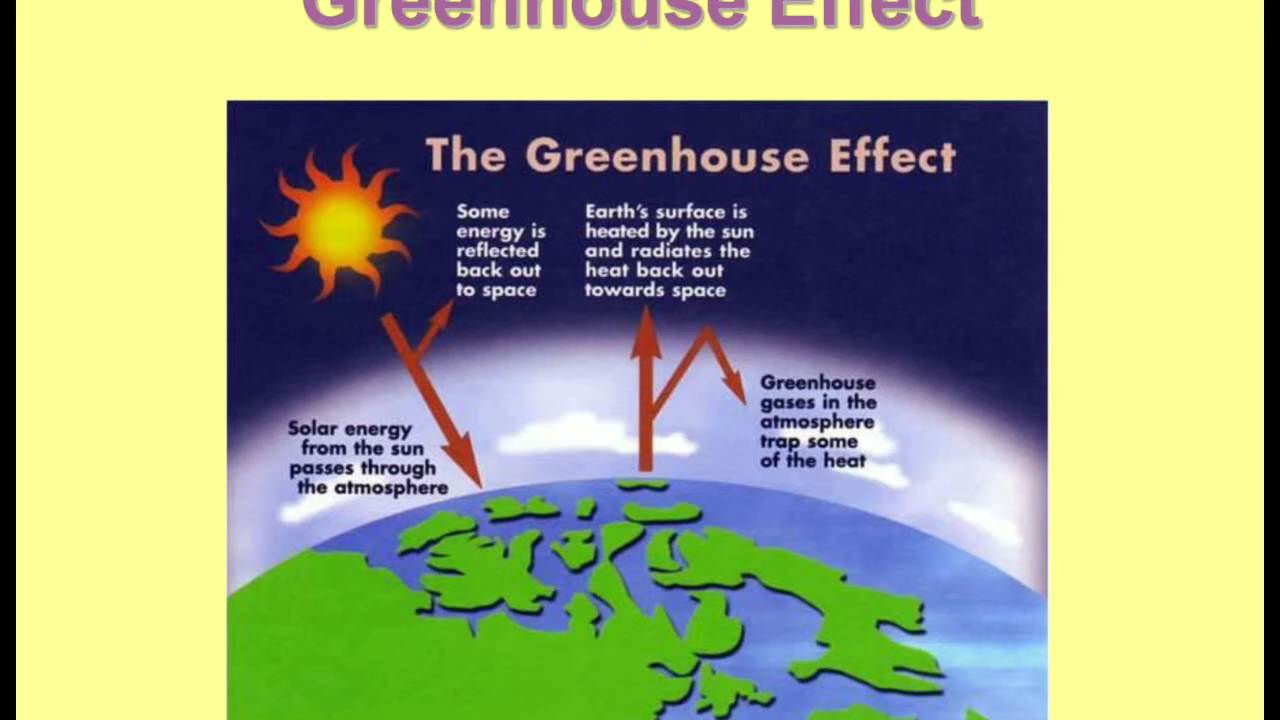 Greenhouse Effect
The Greenhouse Effect
Some
energy is
reflected
back out
to space
Earth's surface is
heated by the sun
and radiates the
heat back out
towards space
Greenhouse
gases in the
atmosphere
trap some
of the heat
Solar energy
from the sun
passes through
the atmosphere